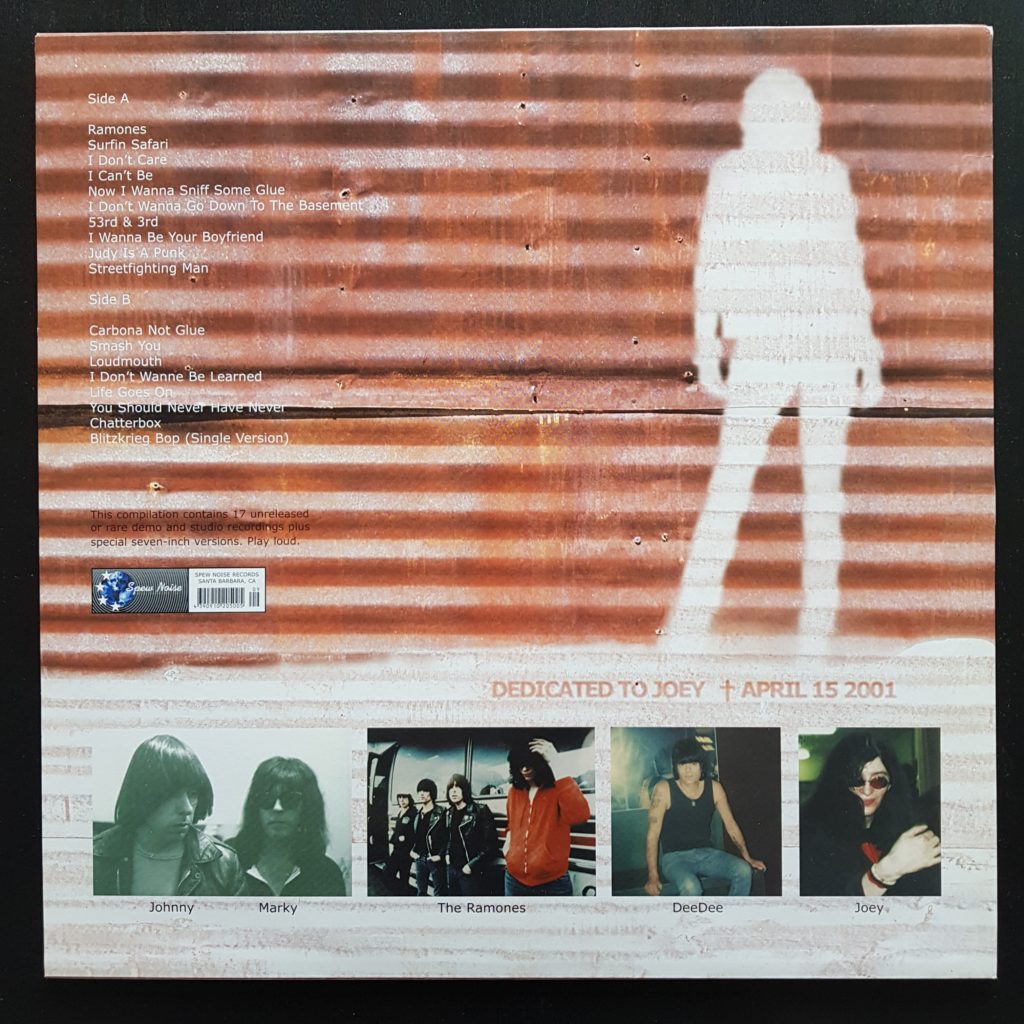 Side A
Ramones
Surfin Safari
I Don't Care
I Can't Be
Now I Wanna Sniff Some Glue
I Don't Wanna Go Down To The Basement
53rd & 3rd
I Wanna Be Your Boyfriend
Judy Is A Punk
Streetfighting Man
Side B
Carbona Not Glue
Smash You
Loudmouth
I Don't Wanne Be Learned
Life Goes On
You Should Never Have Never
Chatterbox
Blitzkrieg Bop (Single Version)
This compilation contains 17 unreleased
or rare demo and studio recordings plus
special seven-inch versions. Play loud.
Spew Noise
SPEW NOISE RECORDS
SANTA BARBARA, CA
DEDICATED TO JOEY † APRIL 15 2001
Johnny Marky The Ramones DeeDee Joey